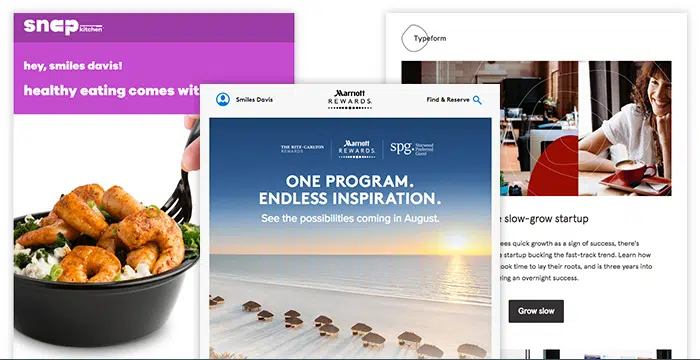 snap
kitchen
hey, smiles davis!
healthy eating comes wit
Smiles Davis
Marriott
REWARDS
Find & Reserve
THE RITZ-CARLTON
REWARDS
Marriott
REWARDS
spg
Starwood
Preferred
Guest
ONE PROGRAM.
ENDLESS INSPIRATION.
See the possibilities coming in August.
Typeform
e slow-grow startup
ees quick growth as a sign of success, there's
e startup bucking the fast-track trend. Learn how
ook time to lay their roots, and is three years into
eing an overnight success.
Grow slow